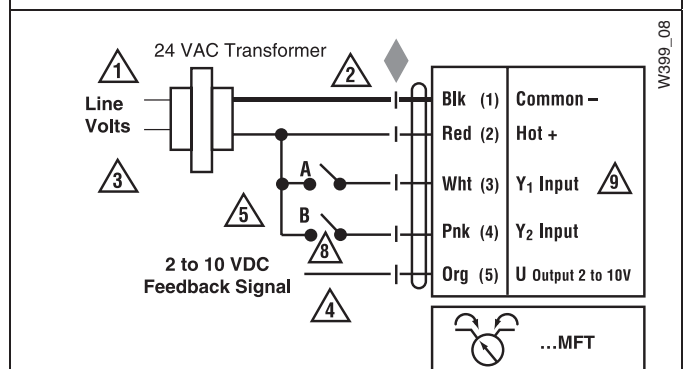 24 VAC Transformer
1
2
Line
Volts
3
Blk (1) Common –
Red (2) Hot +
A
Wht (3) Y₁ Input
9
5
B
Pnk (4) Y₂ Input
8
2 to 10 VDC
Feedback Signal
Org (5) U Output 2 to 10V
4
...MFT
W399_08